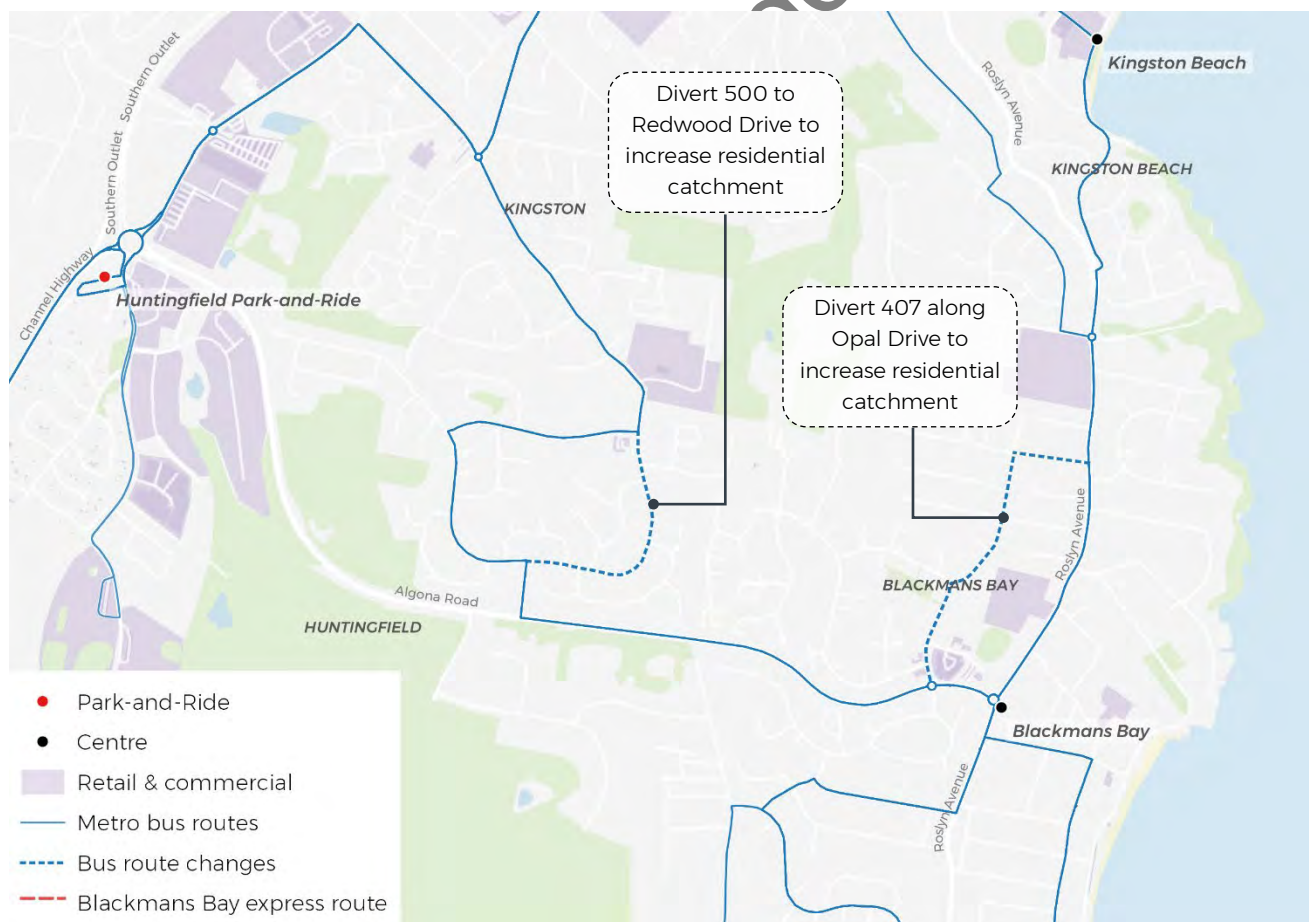 Southern Outlet
Southern Outlet
Roslyn Avenue
Kingston Beach
Divert 500 to
Redwood Drive to
increase residential
catchment
KINGSTON BEACH
KINGSTON
Channel Highway
Huntingfield Park-and-Ride
Divert 407 along
Opal Drive to
increase residential
catchment
Roslyn Avenue
Algona Road
BLACKMANS BAY
HUNTINGFIELD
Blackmans Bay
Roslyn Avenue
Park-and-Ride
Centre
Retail & commercial
Metro bus routes
Bus route changes
Blackmans Bay express route